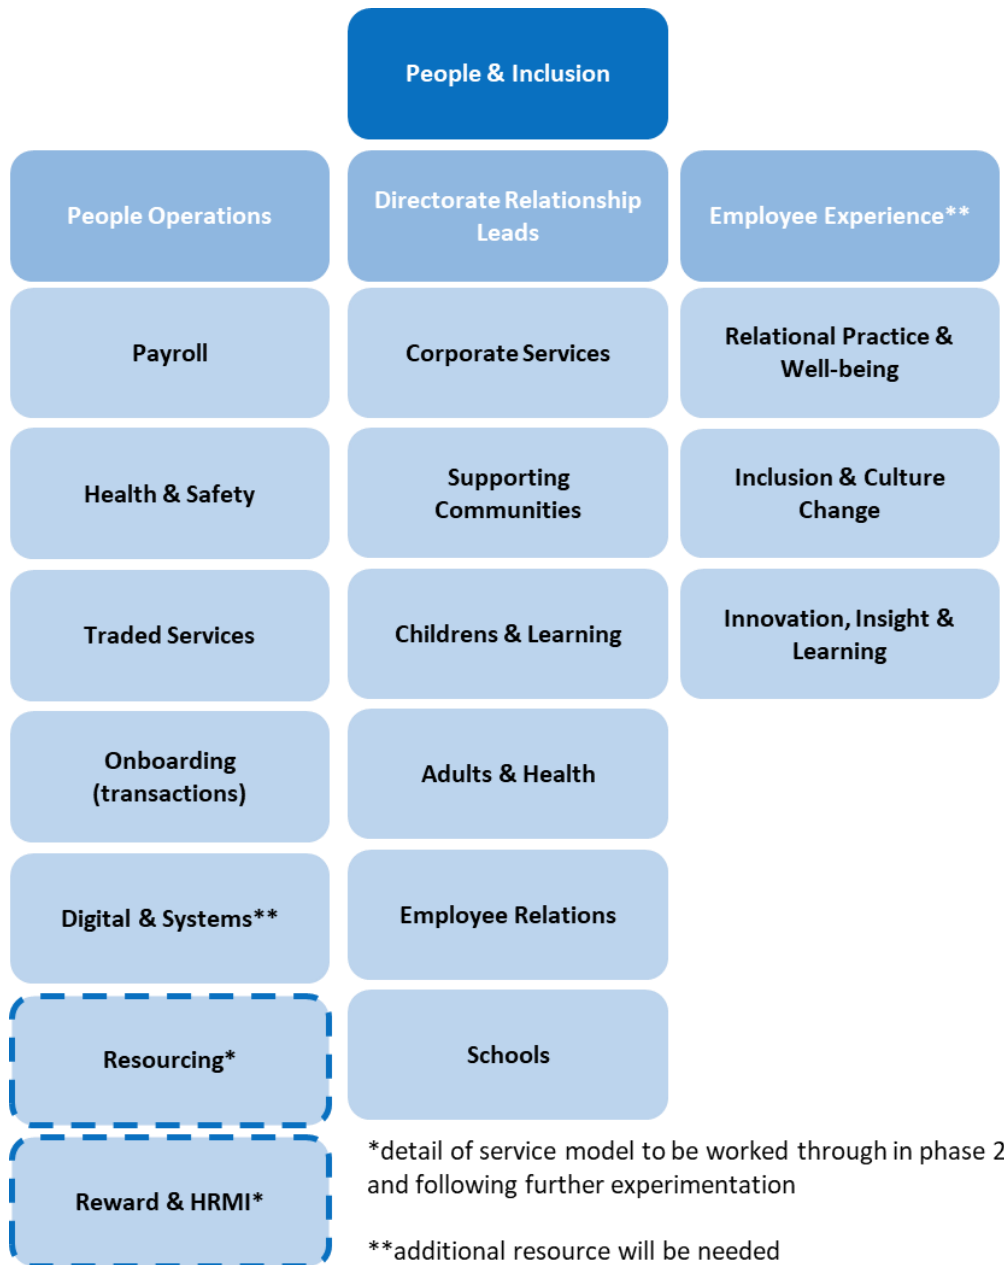 People & Inclusion
People Operations
Directorate Relationship
Leads
Employee Experience**
Payroll
Corporate Services
Relational Practice &
Well-being
Health & Safety
Supporting
Communities
Inclusion & Culture
Change
Traded Services
Childrens & Learning
Innovation, Insight &
Learning
Onboarding
(transactions)
Adults & Health
Digital & Systems**
Employee Relations
Resourcing*
Schools
Reward & HRMI*
*detail of service model to be worked through in phase 2
and following further experimentation
**additional resource will be needed